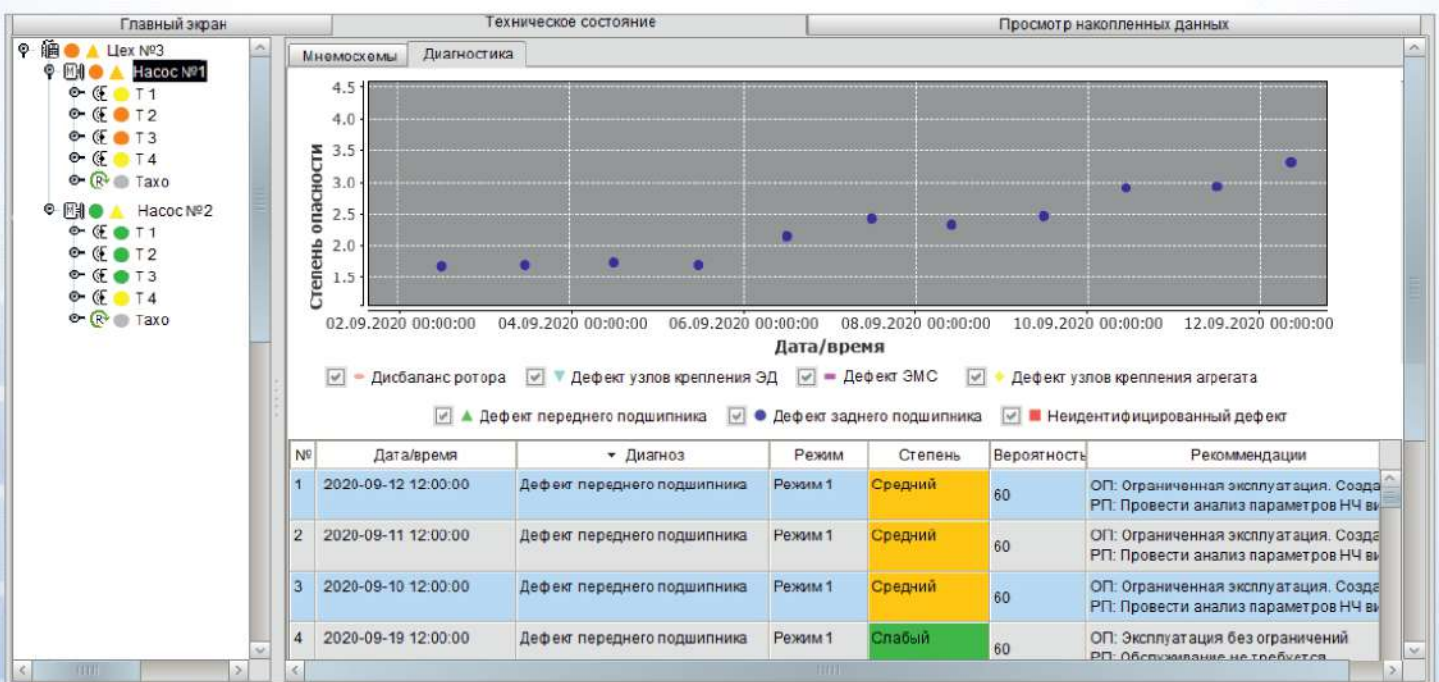 Главный экран
Техническое состояние
Просмотр накопленных данных
Цех №3
Насос №1
Т 1
Т 2
Т 3
Т 4
Тахо
Насос №2
Т 1
Т 2
Т 3
Т 4
Тахо
Мнемосхемы Диагностика
4.5
4.0
3.5
3.0
2.5
2.0
1.5
Степень опасности
02.09.2020 00:00:00 04.09.2020 00:00:00 06.09.2020 00:00:00 08.09.2020 00:00:00 10.09.2020 00:00:00 12.09.2020 00:00:00
Дата/время
Дисбаланс ротора Дефект узлов крепления ЭД Дефект ЭМС Дефект узлов крепления агрегата
Дефект переднего подшипника Дефект заднего подшипника Неидентифицированный дефект
№ Дата/время Диагноз Режим Степень Вероятность Рекоммендации
1 2020-09-12 12:00:00 Дефект переднего подшипника Режим 1 Средний 60 ОП: Ограниченная эксплуатация. Созда
РП: Провести анализ параметров НЧ ви
2 2020-09-11 12:00:00 Дефект переднего подшипника Режим 1 Средний 60 ОП: Ограниченная эксплуатация. Созда
РП: Провести анализ параметров НЧ ви
3 2020-09-10 12:00:00 Дефект переднего подшипника Режим 1 Средний 60 ОП: Ограниченная эксплуатация. Созда
РП: Провести анализ параметров НЧ ви
4 2020-09-19 12:00:00 Дефект переднего подшипника Режим 1 Слабый 60 ОП: Эксплуатация без ограничений
РП: Обслуживание не требуется